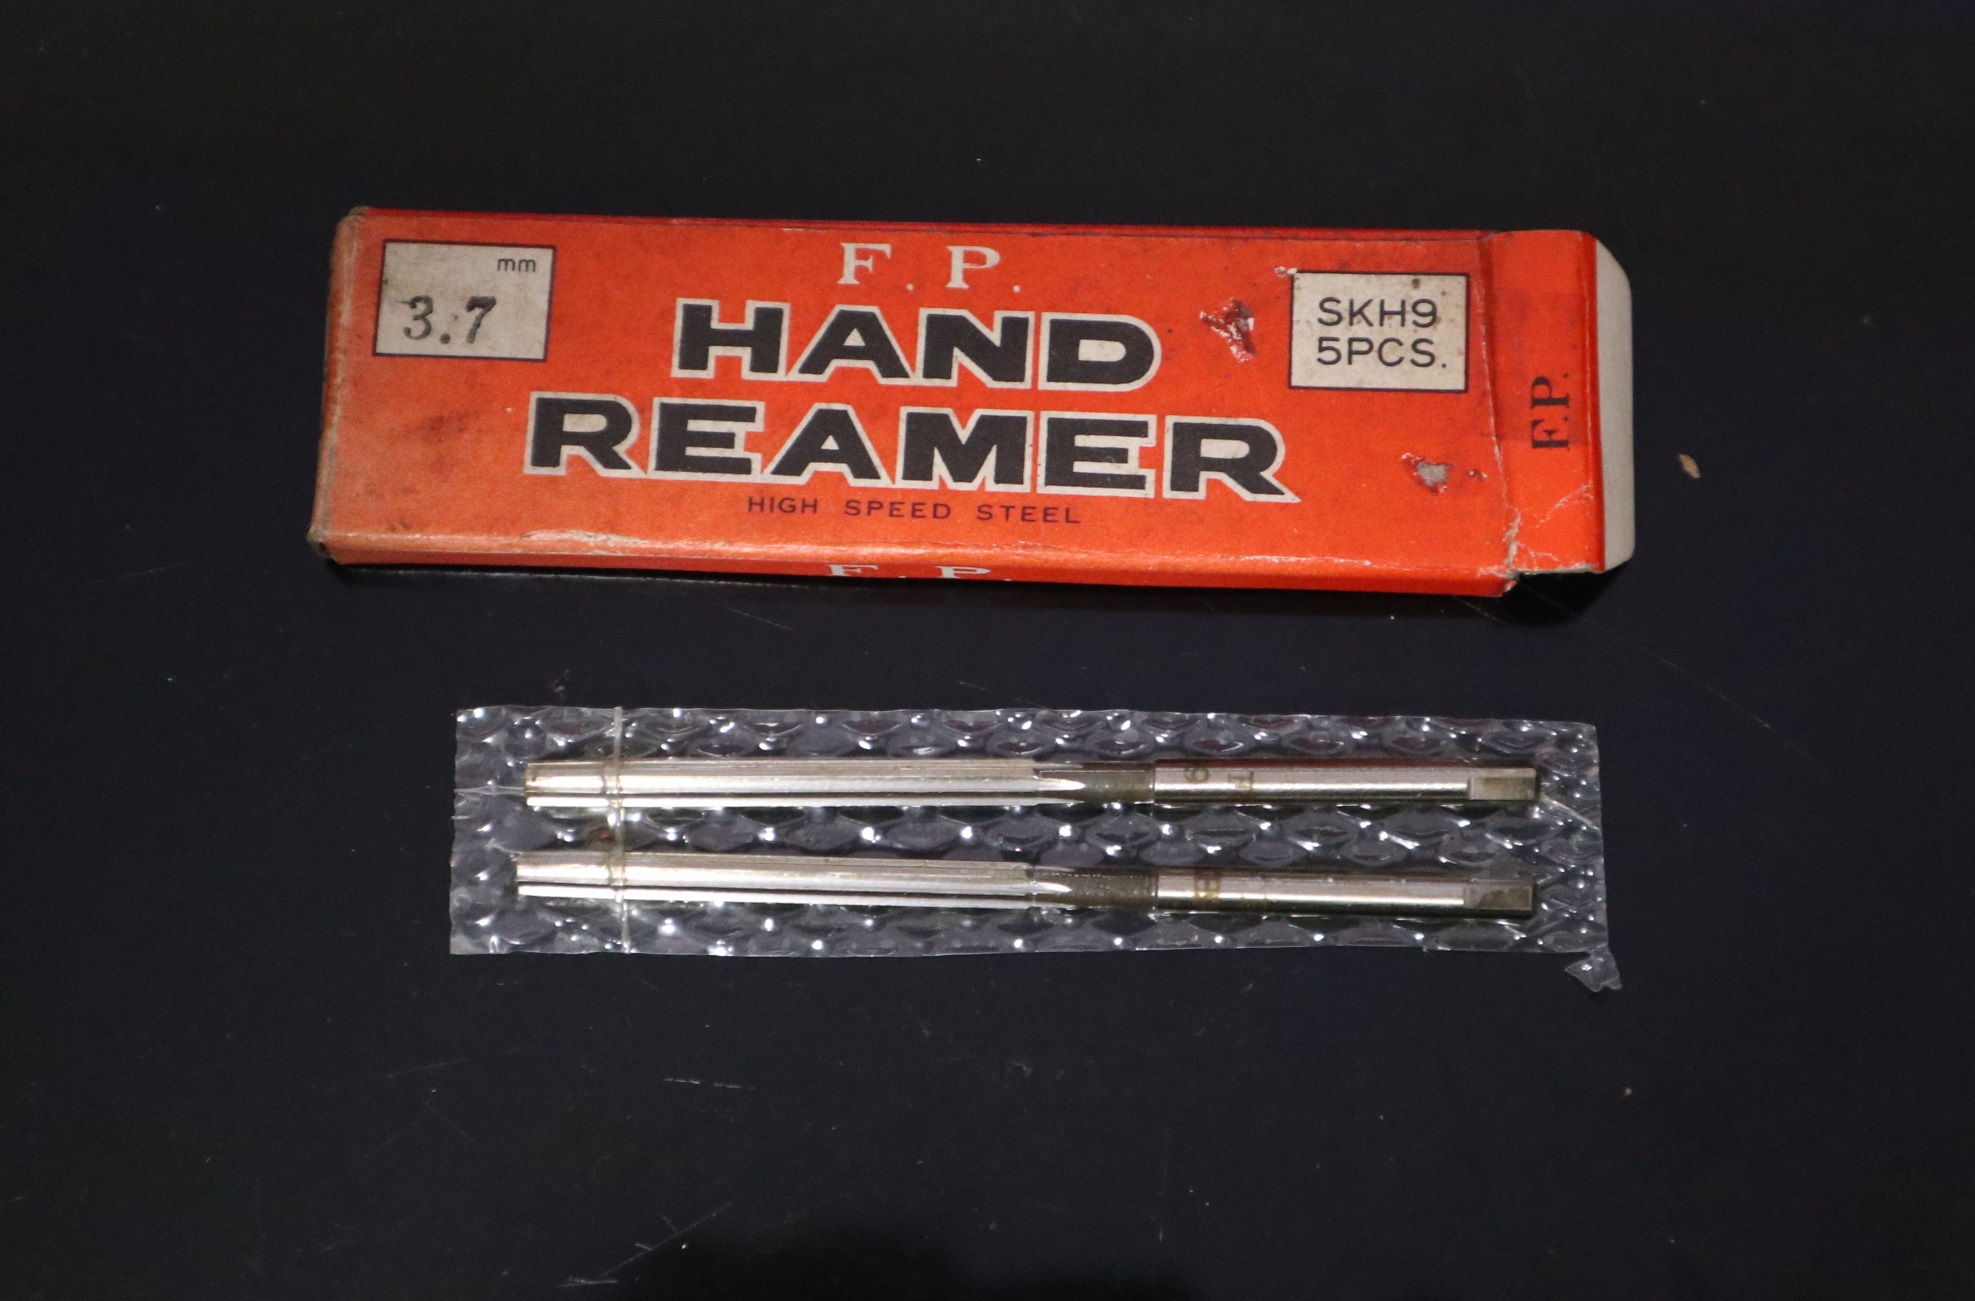 mm
3.7
F. P.
HAND
REAMER
HIGH SPEED STEEL
SKH9
5PCS.
F.P.
F. P.